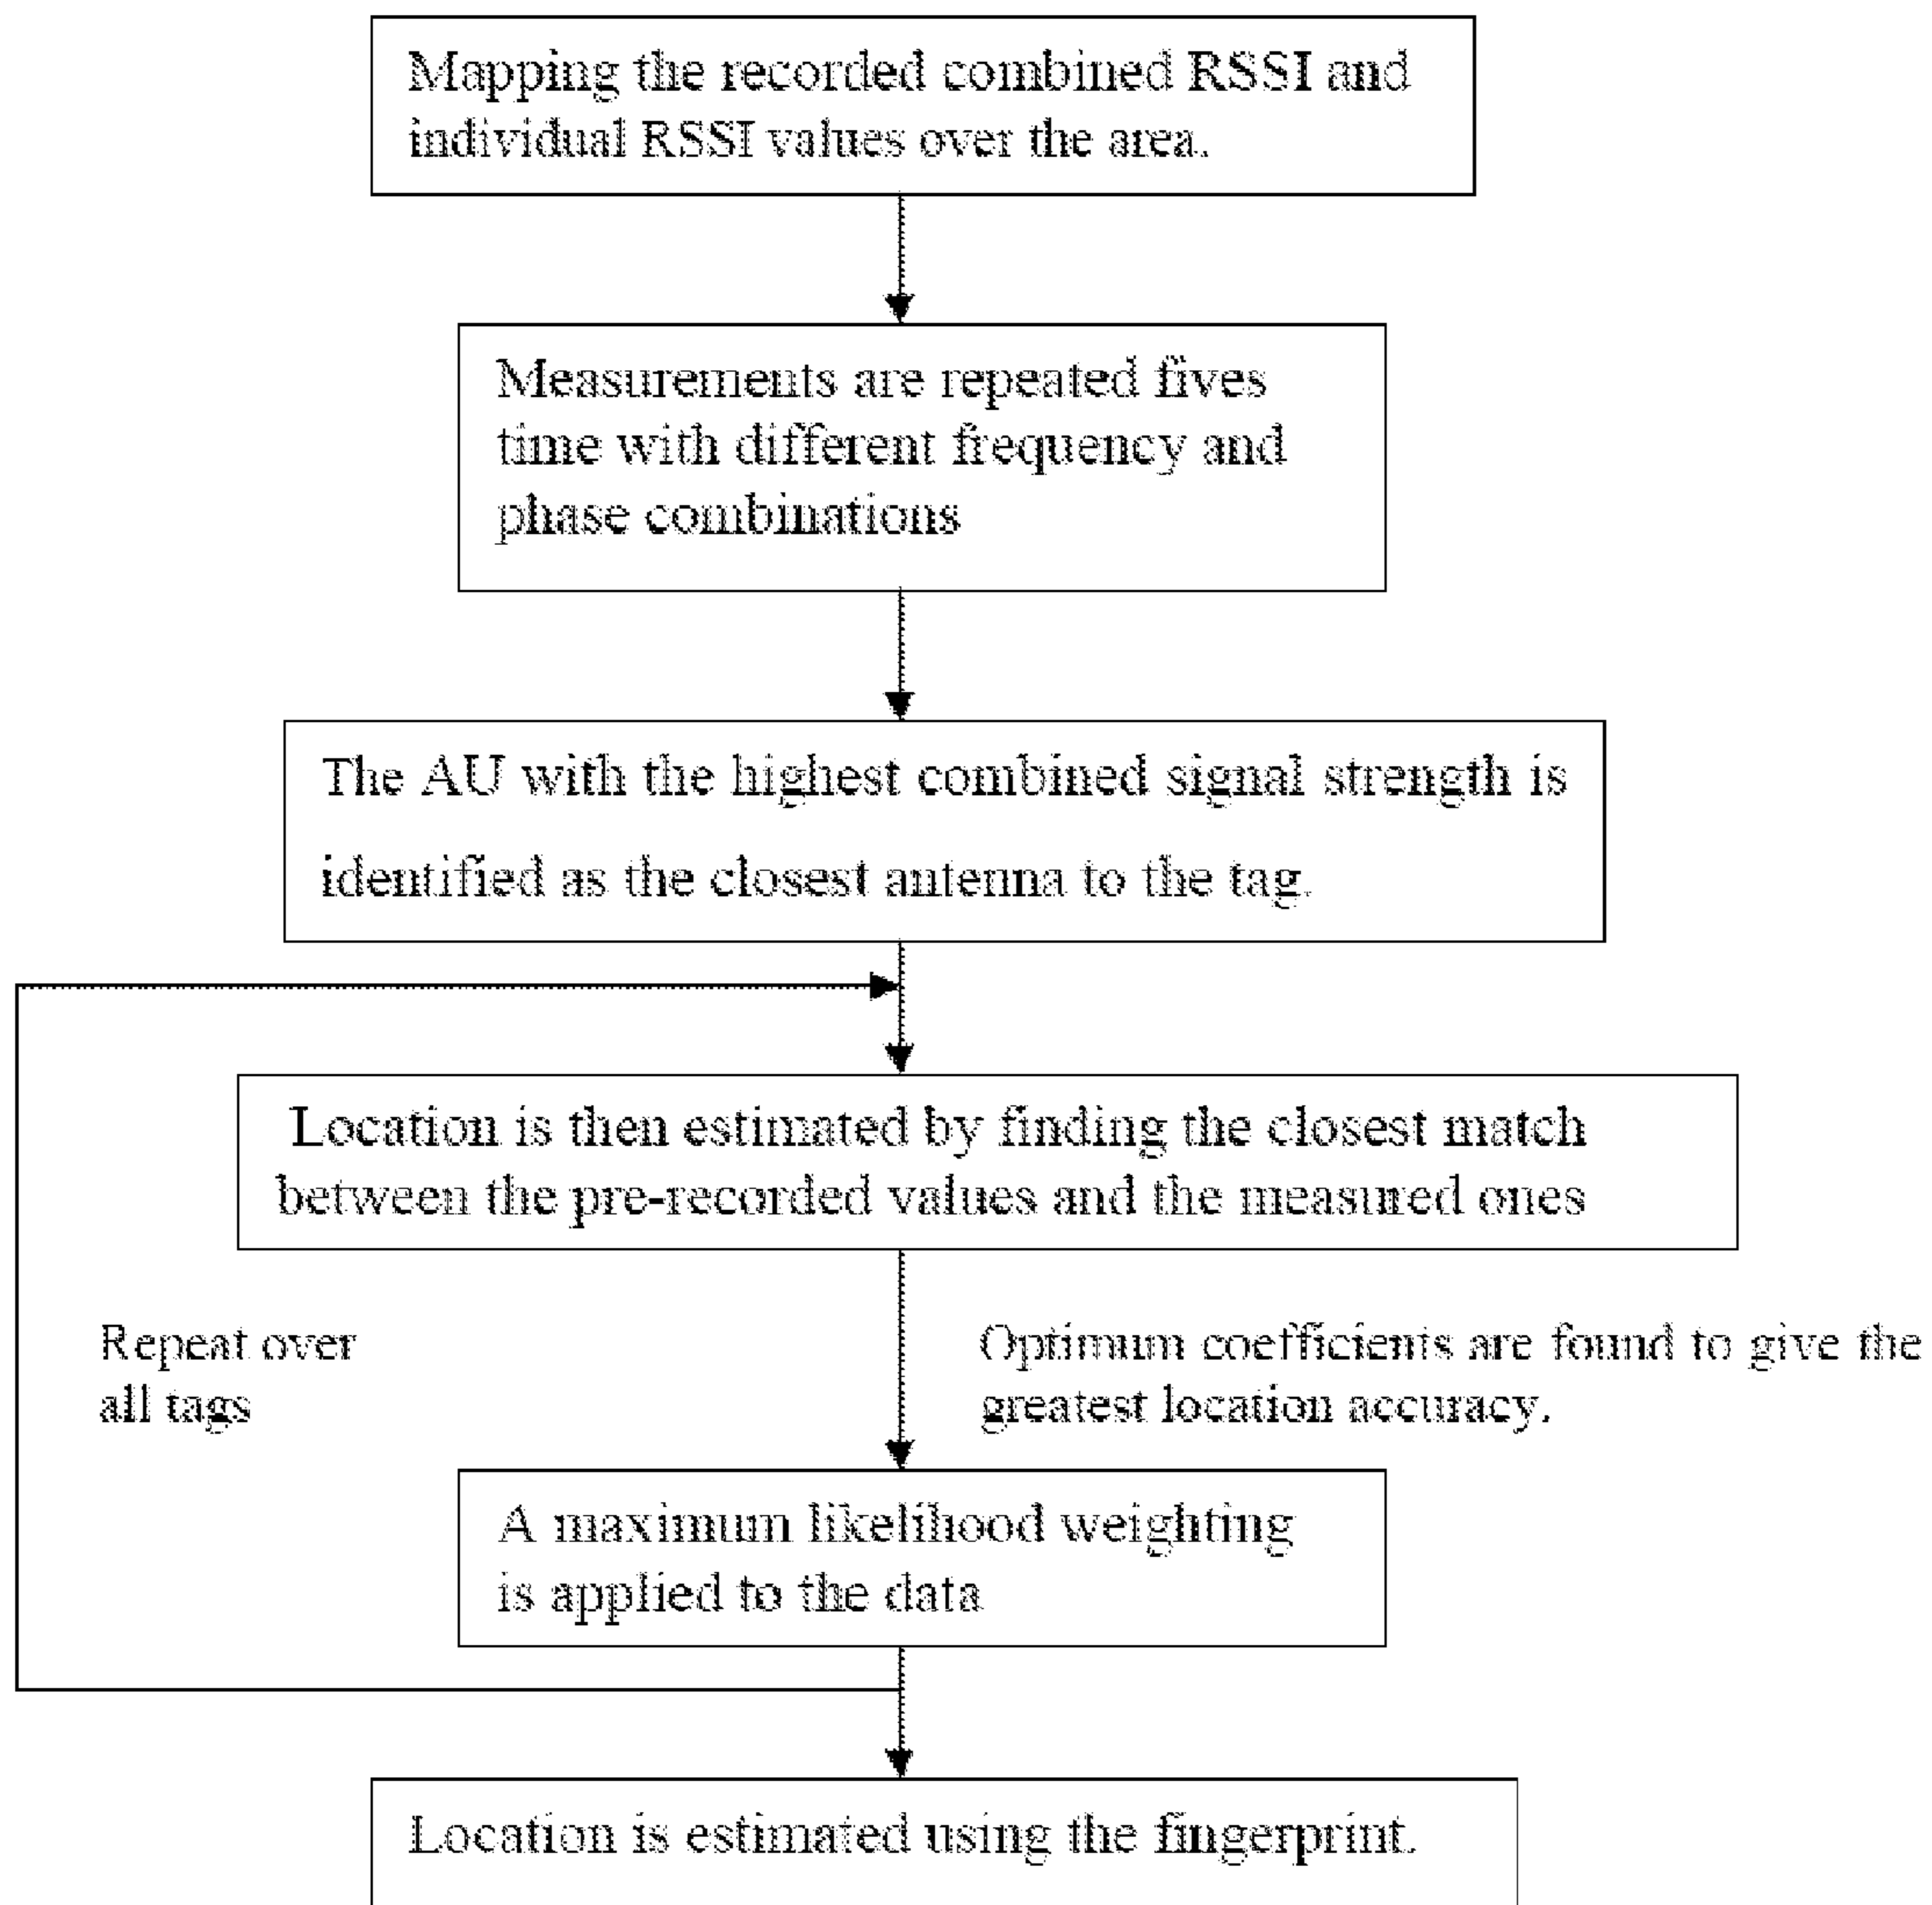 Mapping the recorded combined RSSI and
individual RSSI values over the area.
Measurements are repeated fives
time with different frequency and
phase combinations
The AU with the highest combined signal strength is
identified as the closest antenna to the tag.
Location is then estimated by finding the closest match
between the pre-recorded values and the measured ones
Repeat over
all tags
Optimum coefficients are found to give the
greatest location accuracy.
A maximum likelihood weighting
is applied to the data
Location is estimated using the fingerprint.